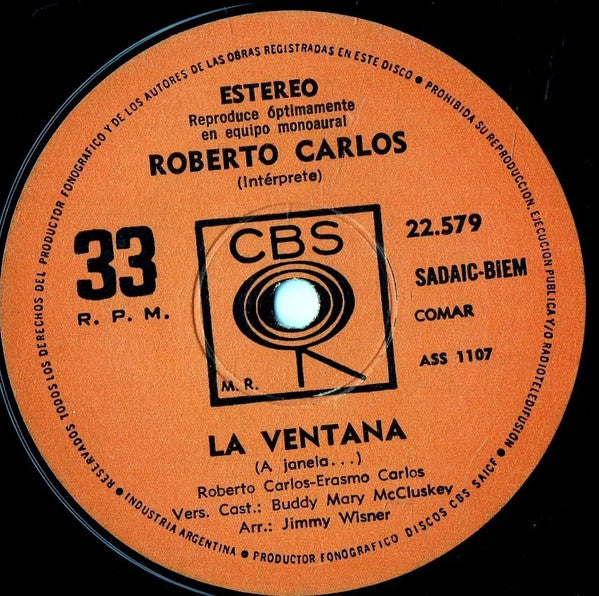 RESERVADOS TODOS LOS DERECHOS DEL PRODUCTOR FONOGRAFICO Y DE LOS AUTORES DE LAS OBRAS REGISTRADAS EN ESTE DISCO • PROHIBIDA SU REPRODUCCION, EJECUCION PUBLICA Y/O RADIOTELEDIFUSION •
ESTEREO
Reproduce óptimamente
en equipo monoaural
ROBERTO CARLOS
(Intérprete)
33
R. P. M.
CBS
M. R.
22.579
SADAIC-BIEM
COMAR
ASS 1107
LA VENTANA
(A janela...)
Roberto Carlos-Erasmo Carlos
Vers. Cast.: Buddy Mary McCluskey
Arr.: Jimmy Wisner
• INDUSTRIA ARGENTINA • PRODUCTOR FONOGRAFICO DISCOS CBS SAICF •